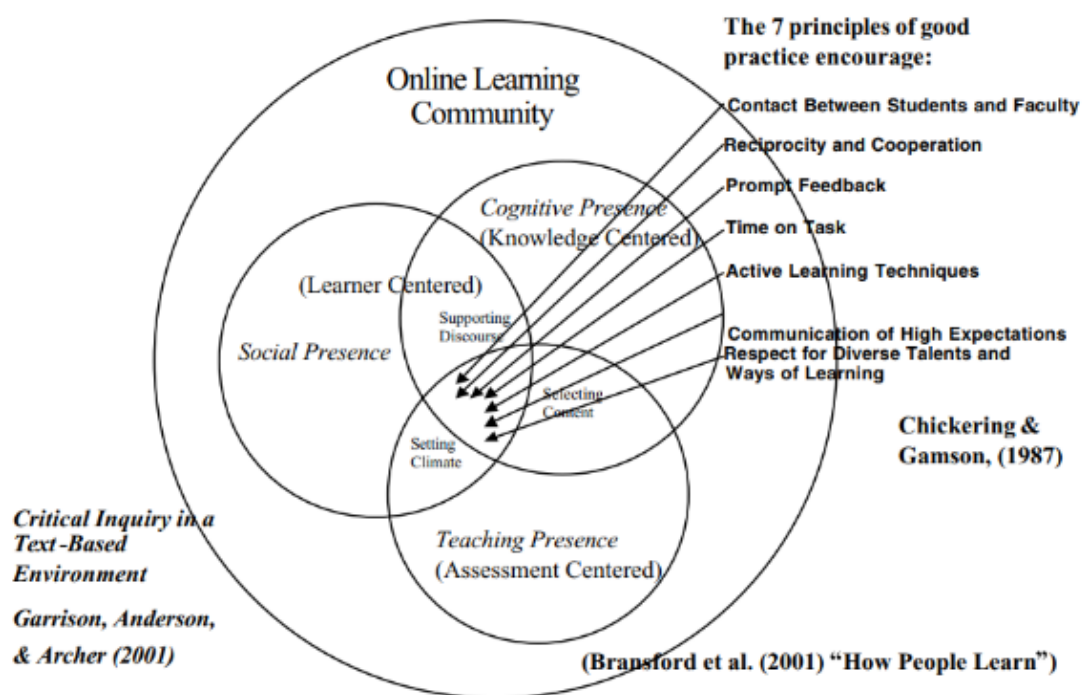 The 7 principles of good
practice encourage:
Online Learning
Community
Contact Between Students and Faculty
Reciprocity and Cooperation
Prompt Feedback
Time on Task
Active Learning Techniques
Communication of High Expectations
Respect for Diverse Talents and
Ways of Learning
Cognitive Presence
(Knowledge Centered)
(Learner Centered)
Supporting
Discourse
Social Presence
Selecting
Content
Setting
Climate
Teaching Presence
(Assessment Centered)
Chickering &
Gamson, (1987)
Critical Inquiry in a
Text -Based
Environment
Garrison, Anderson,
& Archer (2001)
(Bransford et al. (2001) “How People Learn”)